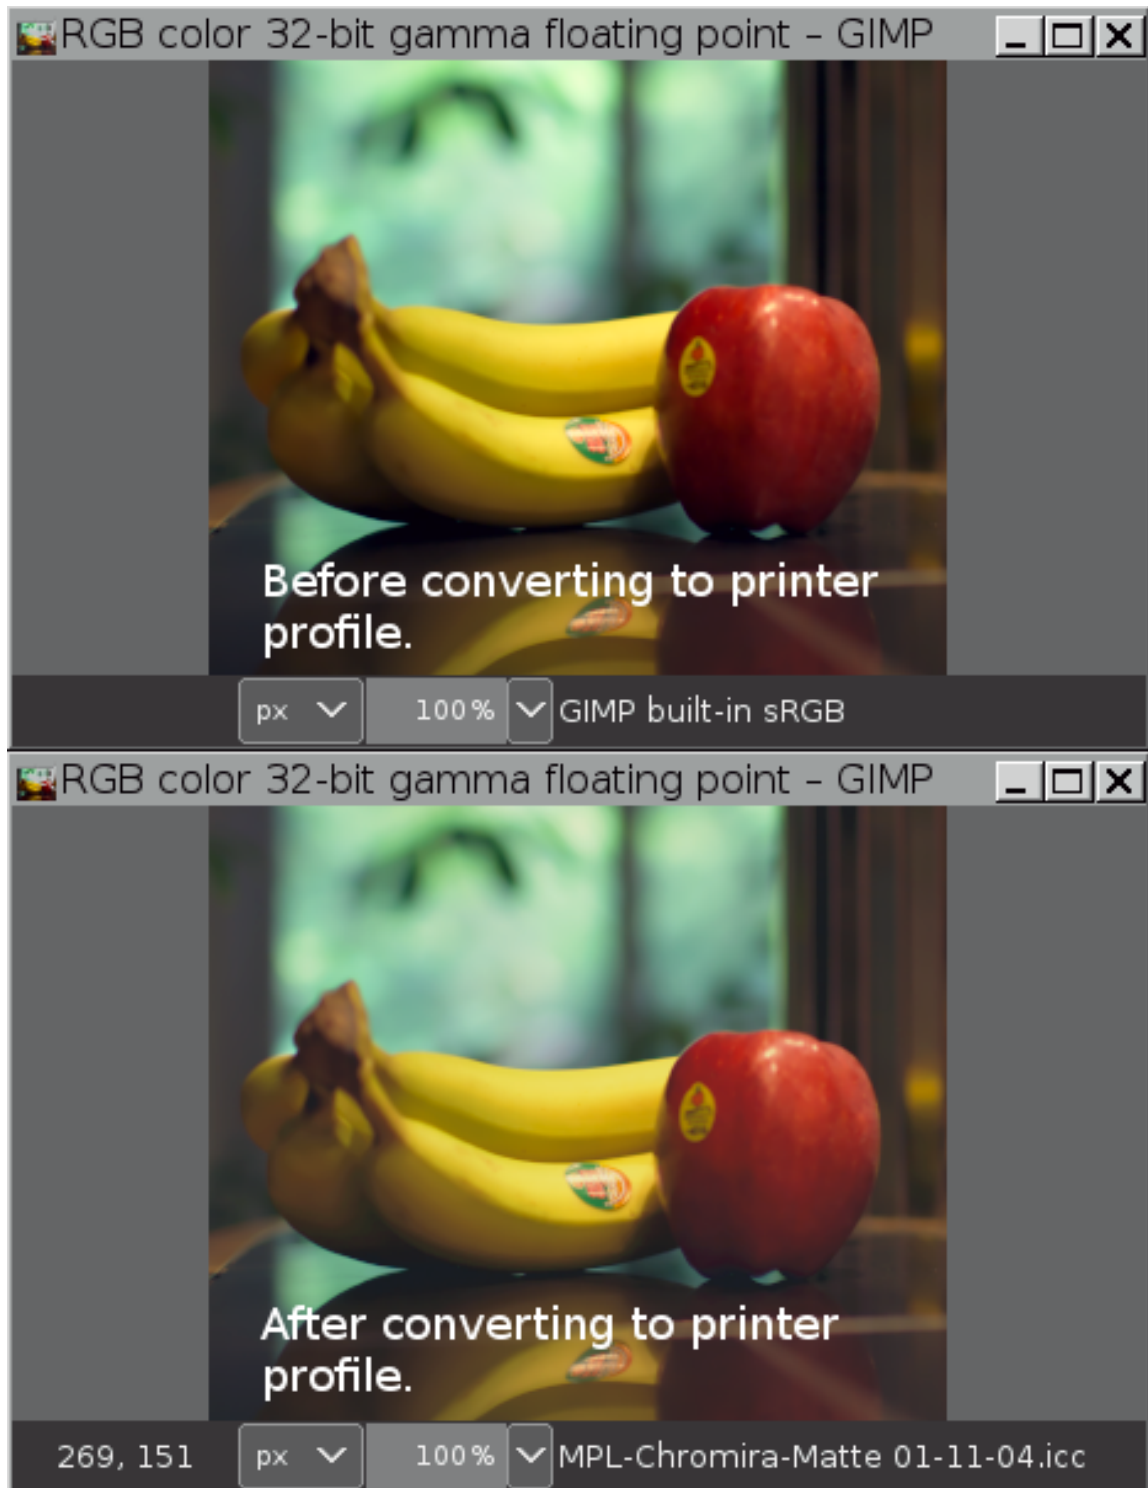 RGB color 32-bit gamma floating point – GIMP
Before converting to printer
profile.
px 100% GIMP built-in sRGB
RGB color 32-bit gamma floating point – GIMP
After converting to printer
profile.
269, 151 px 100% MPL-Chromira-Matte 01-11-04.icc